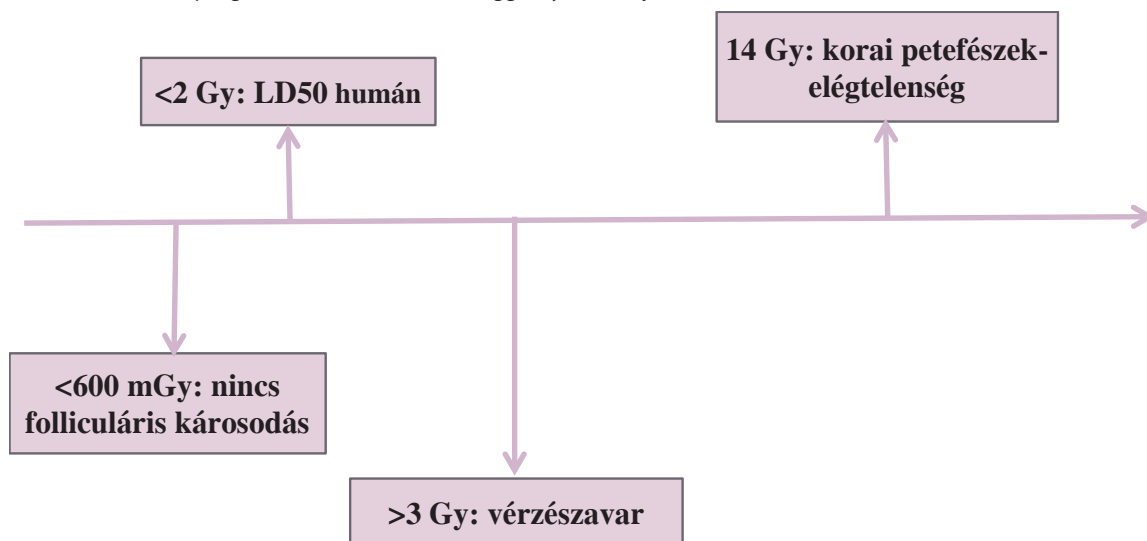 14 Gy: korai petefészek-
elégtelenség
<2 Gy: LD50 humán
<600 mGy: nincs
folliculáris károsodás
>3 Gy: vérzészavar